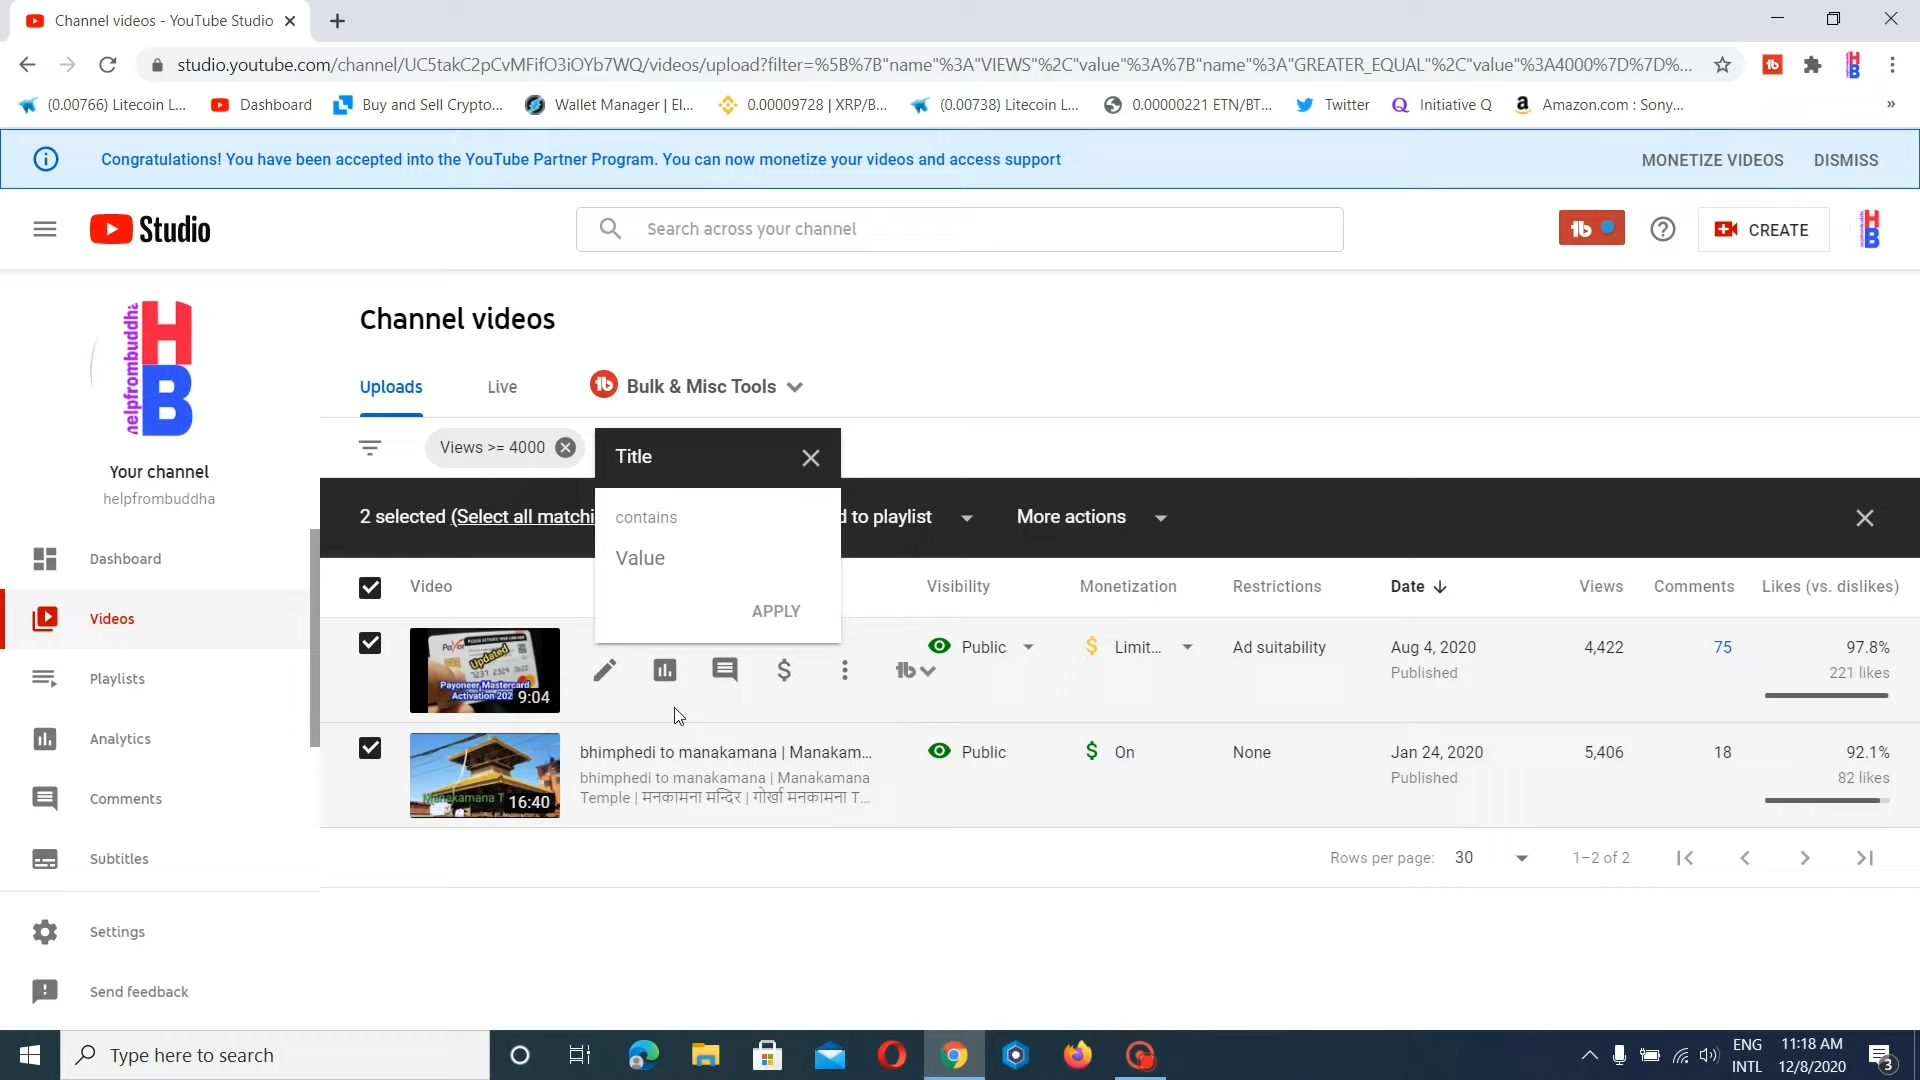 Channel videos - YouTube Studio
studio.youtube.com/channel/UC5takC2pCvMFifO3iOYb7WQ/videos/upload?filter=%5B%7B"name"%3A"VIEWS"%2C"value"%3A%7B"name"%3A"GREATER_EQUAL"%2C"value"%3A4000%7D%7D%...
(0.00766) Litecoin L... Dashboard Buy and Sell Crypto... Wallet Manager | El... 0.00009728 | XRP/B... (0.00738) Litecoin L... 0.00000221 ETN/BT... Twitter Initiative Q Amazon.com : Sony... »
Congratulations! You have been accepted into the YouTube Partner Program. You can now monetize your videos and access support MONETIZE VIDEOS DISMISS
Studio Search across your channel CREATE
helpfrombuddha
HB
Your channel
helpfrombuddha
Dashboard
Videos
Playlists
Analytics
Comments
Subtitles
Settings
Send feedback
Channel videos
Uploads Live Bulk & Misc Tools
Views >= 4000
Title
contains
Value
APPLY
2 selected (Select all matchi d to playlist More actions
Video Visibility Monetization Restrictions Date Views Comments Likes (vs. dislikes)
Updated
Payoneer Mastercard
Activation 202 9:04
Public Limit... Ad suitability Aug 4, 2020 4,422 75 97.8%
Published 221 likes
Manakamana T 16:40
bhimphedi to manakamana | Manakam... Public On None Jan 24, 2020 5,406 18 92.1%
bhimphedi to manakamana | Manakamana Published 82 likes
Temple | मनकामना मन्दिर | गोर्खा मनकामना T...
Rows per page: 30 1–2 of 2
Type here to search
ENG 11:18 AM
INTL 12/8/2020
3